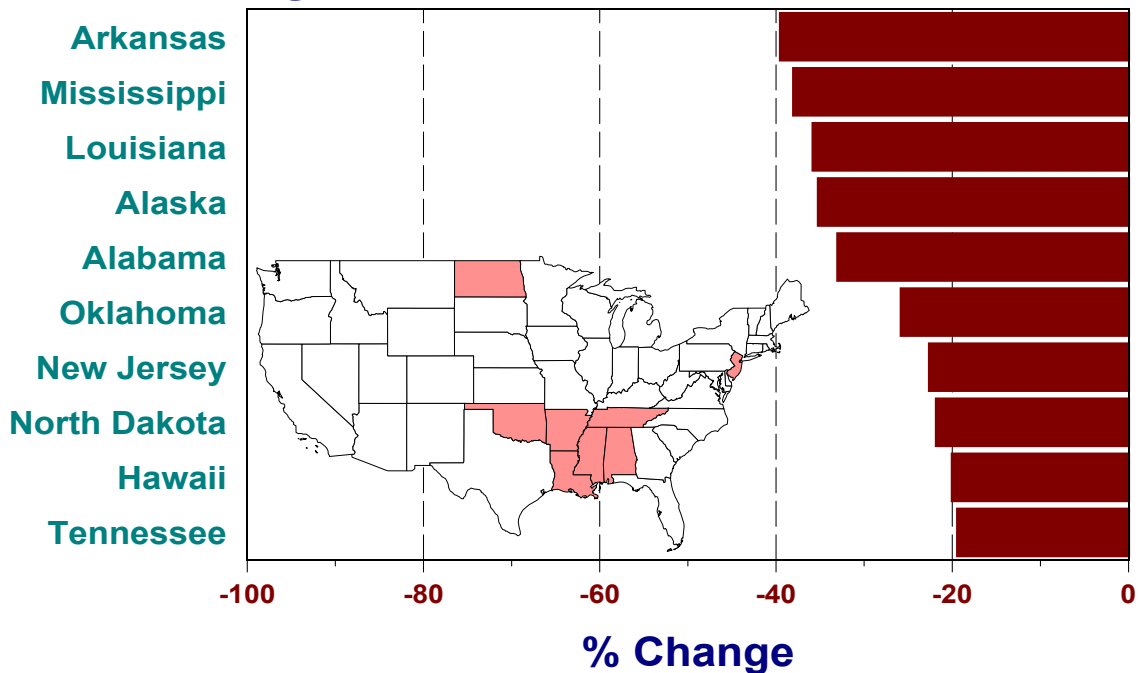 Arkansas
Mississippi
Louisiana
Alaska
Alabama
Oklahoma
New Jersey
North Dakota
Hawaii
Tennessee
-100 -80 -60 -40 -20 0
% Change